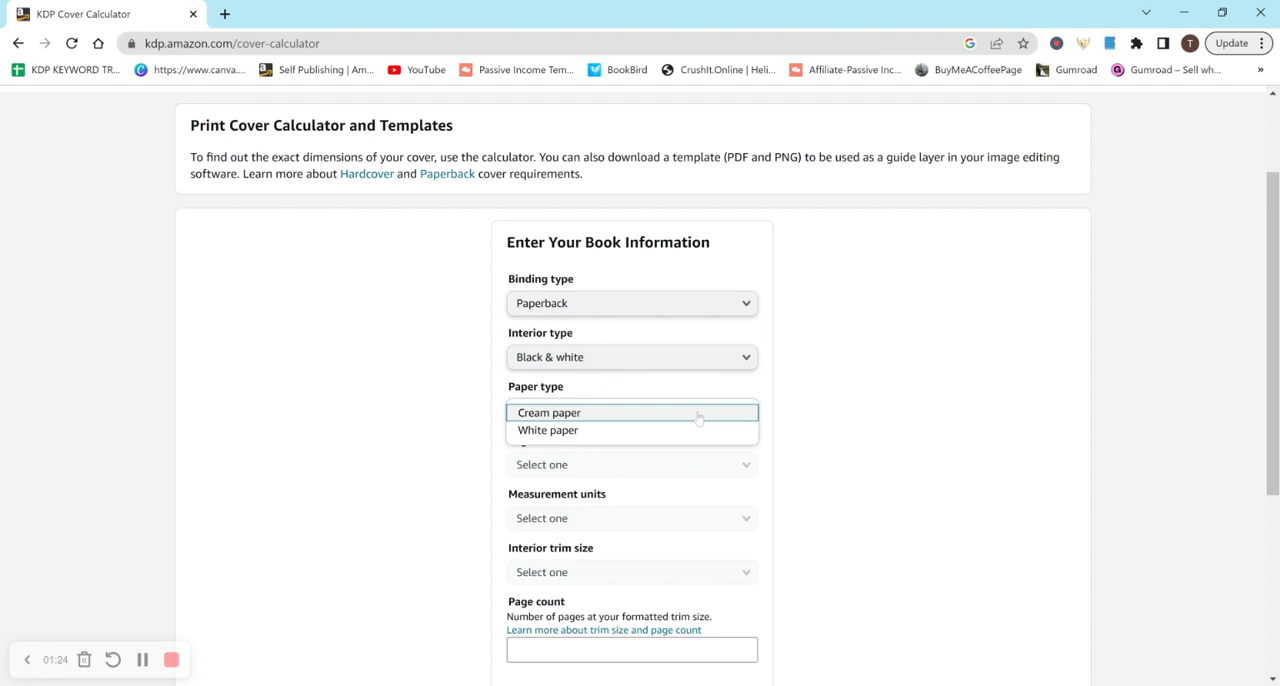 KDP Cover Calculator
kdp.amazon.com/cover-calculator
Update
KDP KEYWORD TR...
https://www.canva....
Self Publishing | Am...
YouTube
Passive Income Tem...
BookBird
CrushIt.Online | Heli...
Affiliate-Passive Inc...
BuyMeACoffeePage
Gumroad
Gumroad – Sell wh...
»
Print Cover Calculator and Templates
To find out the exact dimensions of your cover, use the calculator. You can also download a template (PDF and PNG) to be used as a guide layer in your image editing
software. Learn more about Hardcover and Paperback cover requirements.
Enter Your Book Information
Binding type
Paperback
Interior type
Black & white
Paper type
Cream paper
White paper
Select one
Measurement units
Select one
Interior trim size
Select one
Page count
Number of pages at your formatted trim size.
Learn more about trim size and page count
01:24